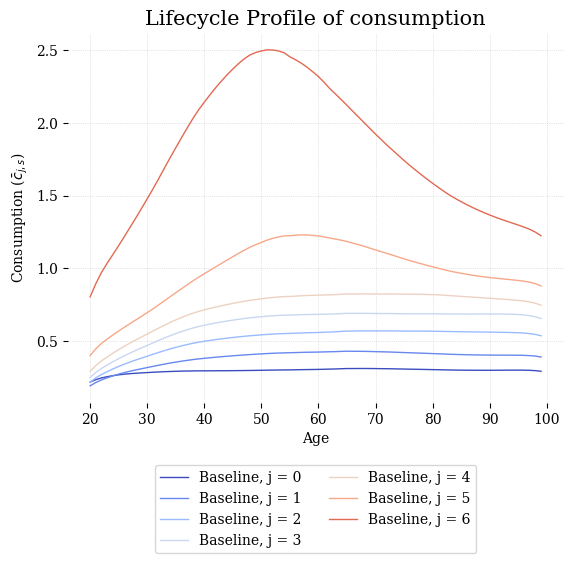 Lifecycle Profile of consumption
2.5
2.0
1.5
1.0
0.5
Consumption (c̄j,s)
20 30 40 50 60 70 80 90 100
Age
Baseline, j = 0
Baseline, j = 1
Baseline, j = 2
Baseline, j = 3
Baseline, j = 4
Baseline, j = 5
Baseline, j = 6